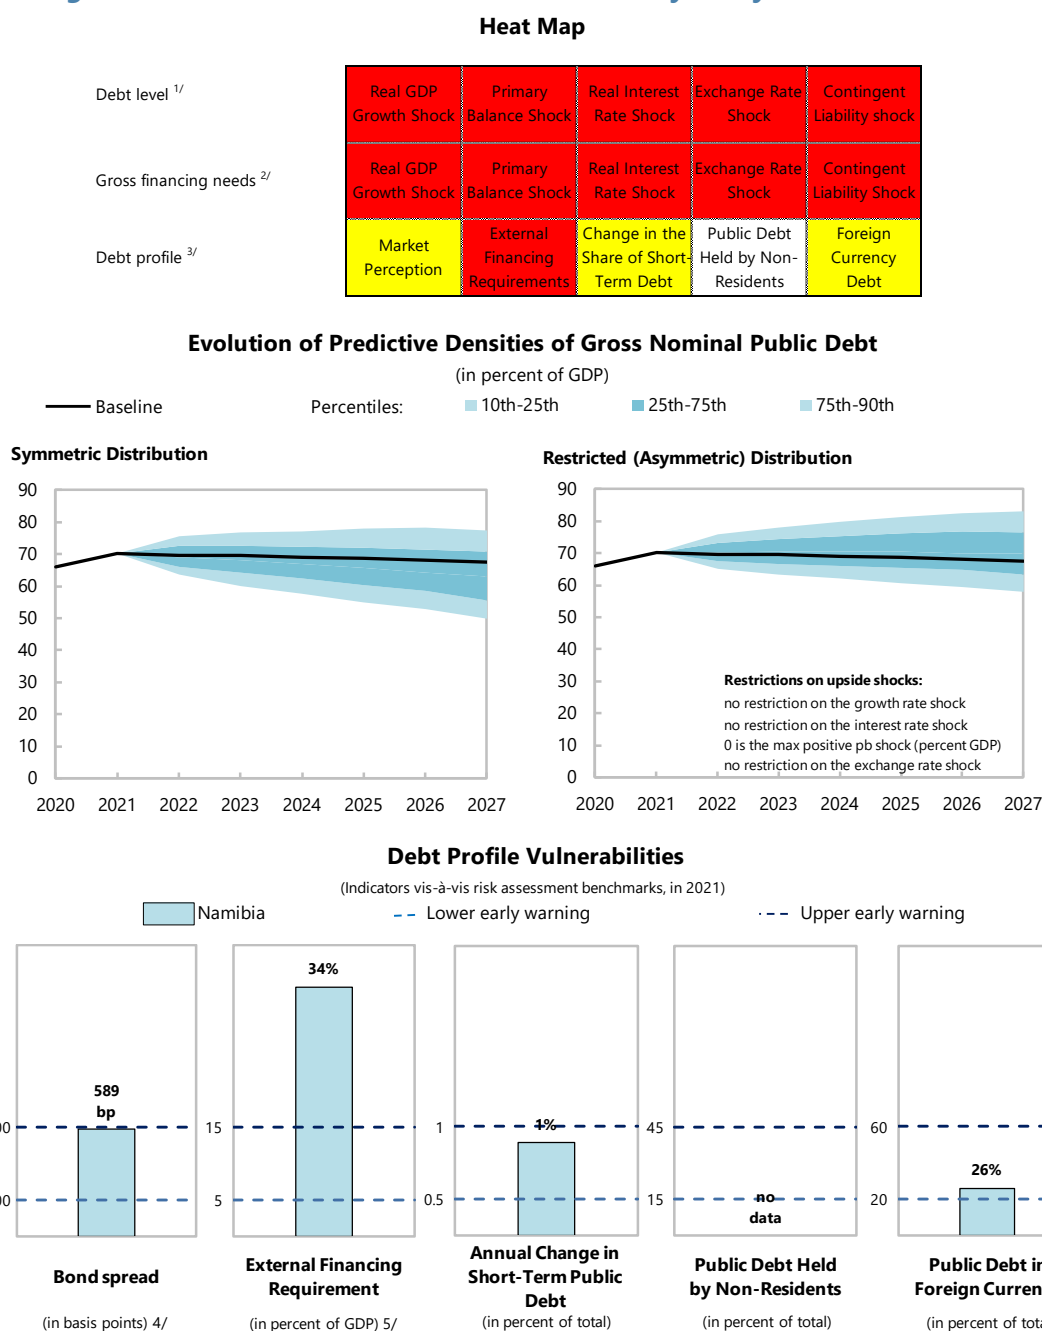 Heat Map
Debt level 1/
Real GDP Growth Shock
Primary Balance Shock
Real Interest Rate Shock
Exchange Rate Shock
Contingent Liability shock
Gross financing needs 2/
Real GDP Growth Shock
Primary Balance Shock
Real Interest Rate Shock
Exchange Rate Shock
Contingent Liability Shock
Debt profile 3/
Market Perception
External Financing Requirements
Change in the Share of Short-Term Debt
Public Debt Held by Non-Residents
Foreign Currency Debt
Evolution of Predictive Densities of Gross Nominal Public Debt
(in percent of GDP)
Baseline
Percentiles:
10th-25th
25th-75th
75th-90th
Symmetric Distribution
90
80
70
60
50
40
30
20
10
0
2020 2021 2022 2023 2024 2025 2026 2027
Restricted (Asymmetric) Distribution
90
80
70
60
50
40
30
20
10
0
Restrictions on upside shocks:
no restriction on the growth rate shock
no restriction on the interest rate shock
0 is the max positive pb shock (percent GDP)
no restriction on the exchange rate shock
2020 2021 2022 2023 2024 2025 2026 2027
Debt Profile Vulnerabilities
(Indicators vis-à-vis risk assessment benchmarks, in 2021)
Namibia
Lower early warning
Upper early warning
589
bp
Bond spread
(in basis points) 4/
34%
15
5
External Financing
Requirement
(in percent of GDP) 5/
1%
1
0.5
Annual Change in
Short-Term Public
Debt
(in percent of total)
45
15
no
data
Public Debt Held
by Non-Residents
(in percent of total)
26%
60
20
Public Debt in
Foreign Curren
(in percent of tota